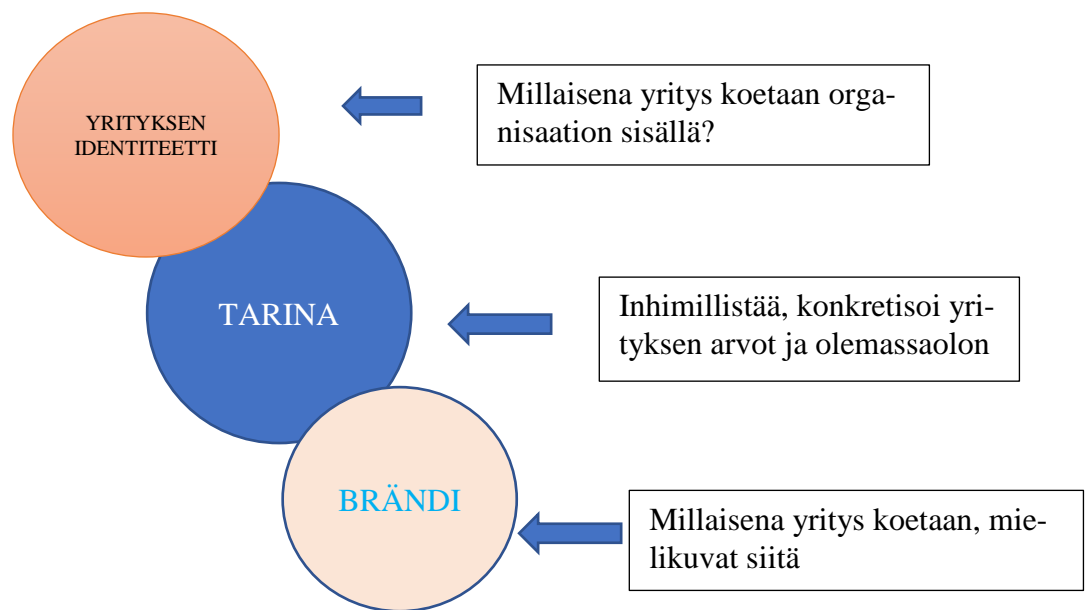 YRITYKSEN
IDENTITEETTI
Millaisena yritys koetaan orga-
nisaation sisällä?
TARINA
Inhimillistää, konkretisoi yri-
tyksen arvot ja olemassaolon
BRÄNDI
Millaisena yritys koetaan, mie-
likuvat siitä